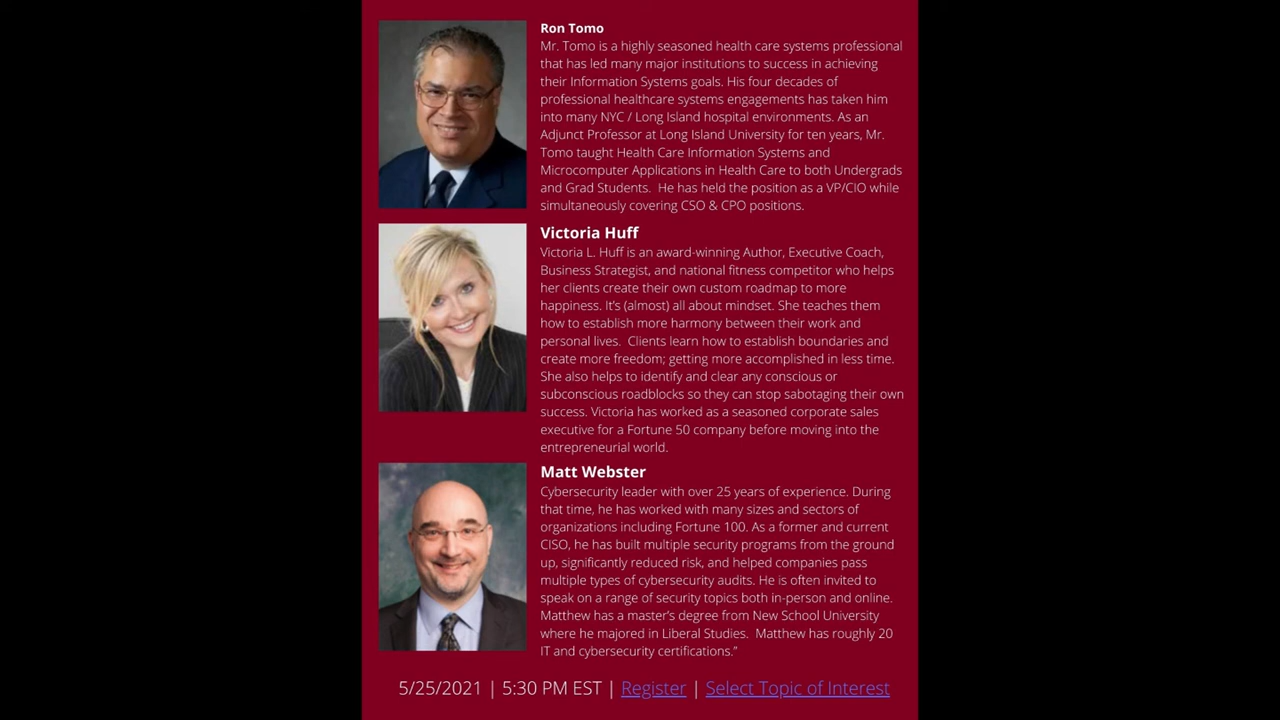 Ron Tomo
Mr. Tomo is a highly seasoned health care systems professional
that has led many major institutions to success in achieving
their Information Systems goals. His four decades of
professional healthcare systems engagements has taken him
into many NYC / Long Island hospital environments. As an
Adjunct Professor at Long Island University for ten years, Mr.
Tomo taught Health Care Information Systems and
Microcomputer Applications in Health Care to both Undergrads
and Grad Students.  He has held the position as a VP/CIO while
simultaneously covering CSO & CPO positions.
Victoria Huff
Victoria L. Huff is an award-winning Author, Executive Coach,
Business Strategist, and national fitness competitor who helps
her clients create their own custom roadmap to more
happiness. It's (almost) all about mindset. She teaches them
how to establish more harmony between their work and
personal lives.  Clients learn how to establish boundaries and
create more freedom; getting more accomplished in less time.
She also helps to identify and clear any conscious or
subconscious roadblocks so they can stop sabotaging their own
success. Victoria has worked as a seasoned corporate sales
executive for a Fortune 50 company before moving into the
entrepreneurial world.
Matt Webster
Cybersecurity leader with over 25 years of experience. During
that time, he has worked with many sizes and sectors of
organizations including Fortune 100. As a former and current
CISO, he has built multiple security programs from the ground
up, significantly reduced risk, and helped companies pass
multiple types of cybersecurity audits. He is often invited to
speak on a range of security topics both in-person and online.
Matthew has a master's degree from New School University
where he majored in Liberal Studies.  Matthew has roughly 20
IT and cybersecurity certifications.”
5/25/2021 | 5:30 PM EST | Register | Select Topic of Interest